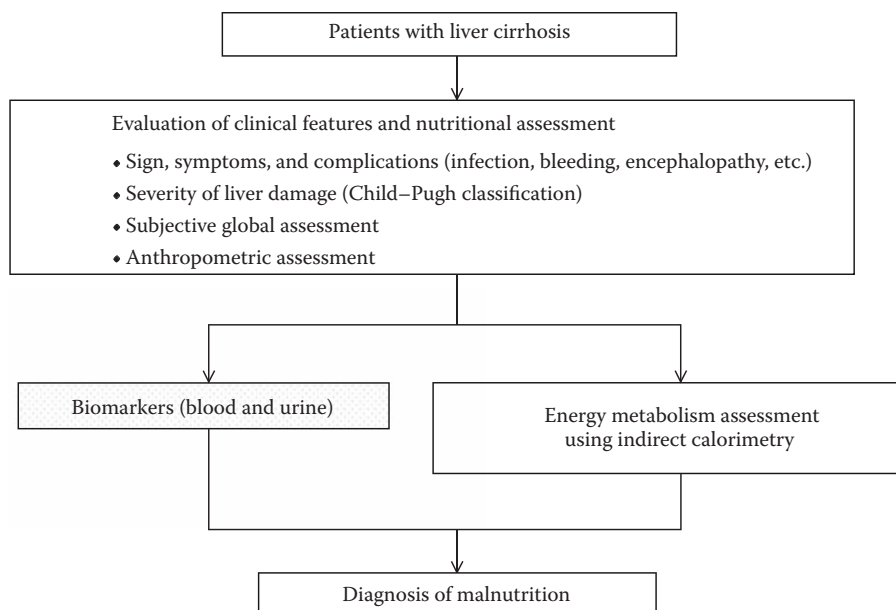 Patients with liver cirrhosis
Evaluation of clinical features and nutritional assessment
• Sign, symptoms, and complications (infection, bleeding, encephalopathy, etc.)
• Severity of liver damage (Child–Pugh classification)
• Subjective global assessment
• Anthropometric assessment
Biomarkers (blood and urine)
Energy metabolism assessment
using indirect calorimetry
Diagnosis of malnutrition